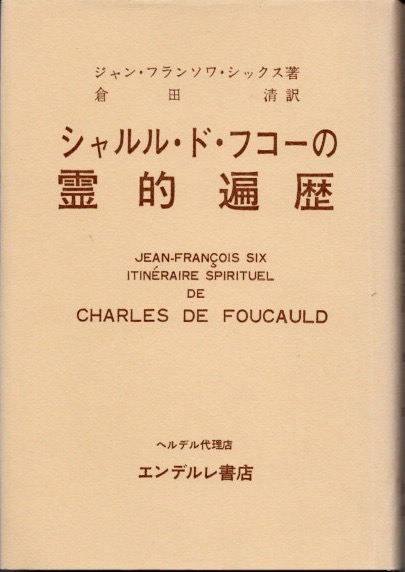 ジャン・フランソワ・シックス著
倉田清訳
シャルル・ド・フコーの
霊的遍歴
JEAN-FRANÇOIS SIX
ITINÉRAIRE SPIRITUEL
DE
CHARLES DE FOUCAULD
ヘルデル代理店
エンデルレ書店